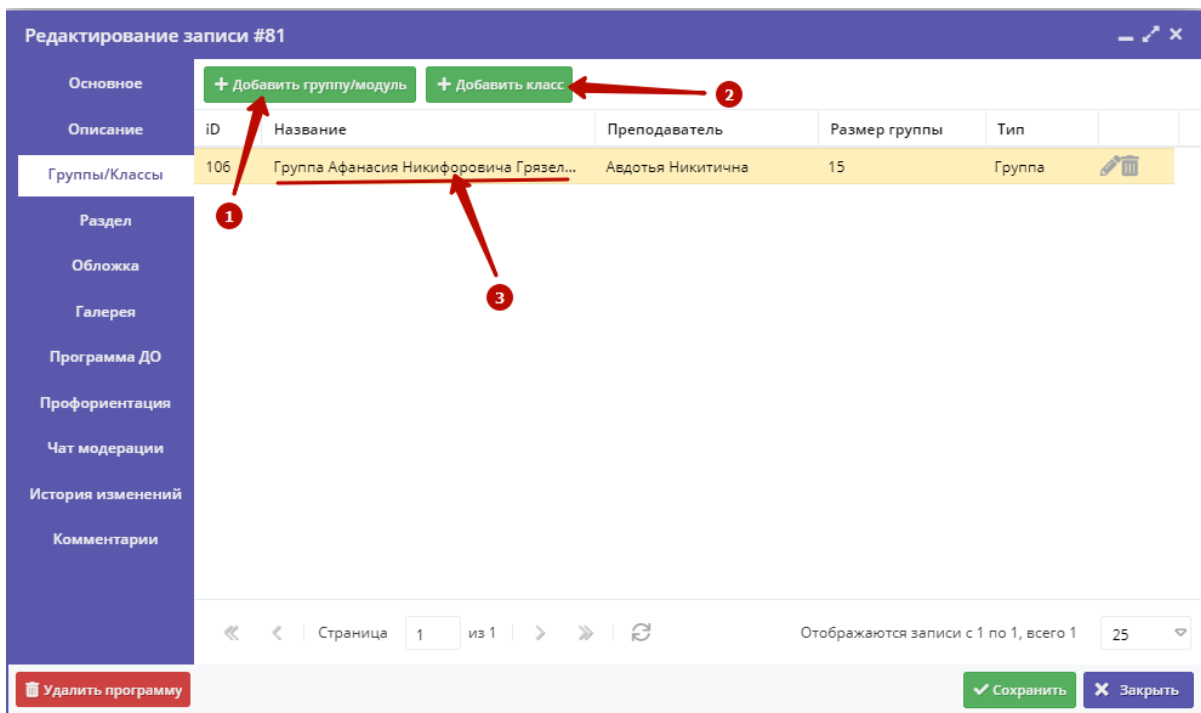 Редактирование записи #81
Основное
Добавить группу/модуль
Добавить класс
2
Описание
iD
Название
Преподаватель
Размер группы
Тип
Группы/Классы
106
Группа Афанасия Никифоровича Грязел...
Авдотья Никитична
15
Группа
1
Раздел
Обложка
3
Галерея
Программа ДО
Профориентация
Чат модерации
История изменений
Комментарии
Страница 1 из 1
Отображаются записи с 1 по 1, всего 1
25
Удалить программу
Сохранить
Закрыть